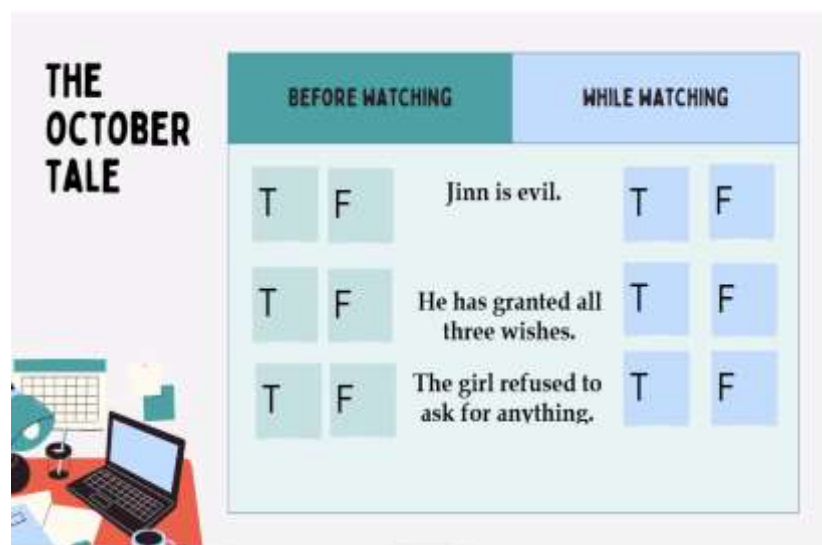 THE
OCTOBER
TALE
BEFORE WATCHING WHILE WATCHING
T F Jinn is evil. T F
T F He has granted all
three wishes. T F
T F The girl refused to
ask for anything. T F